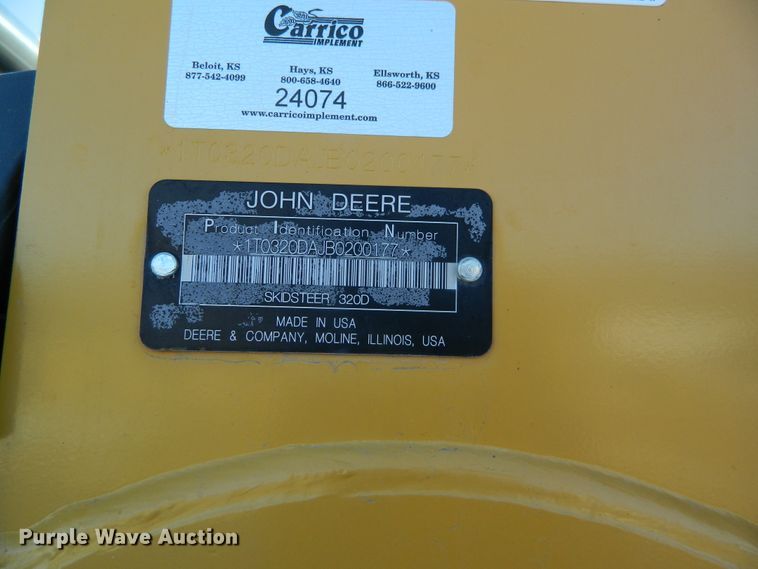 Carrico
IMPLEMENT
Beloit, KS
877-542-4099
Hays, KS
800-658-4640
Ellsworth, KS
866-522-9600
24074
www.carricoimplement.com
*1T0320DAJB0200177*
JOHN DEERE
Product Identification Number
*1T0320DAJB0200177*
SKIDSTEER 320D
MADE IN USA
DEERE & COMPANY, MOLINE, ILLINOIS, USA
Purple Wave Auction